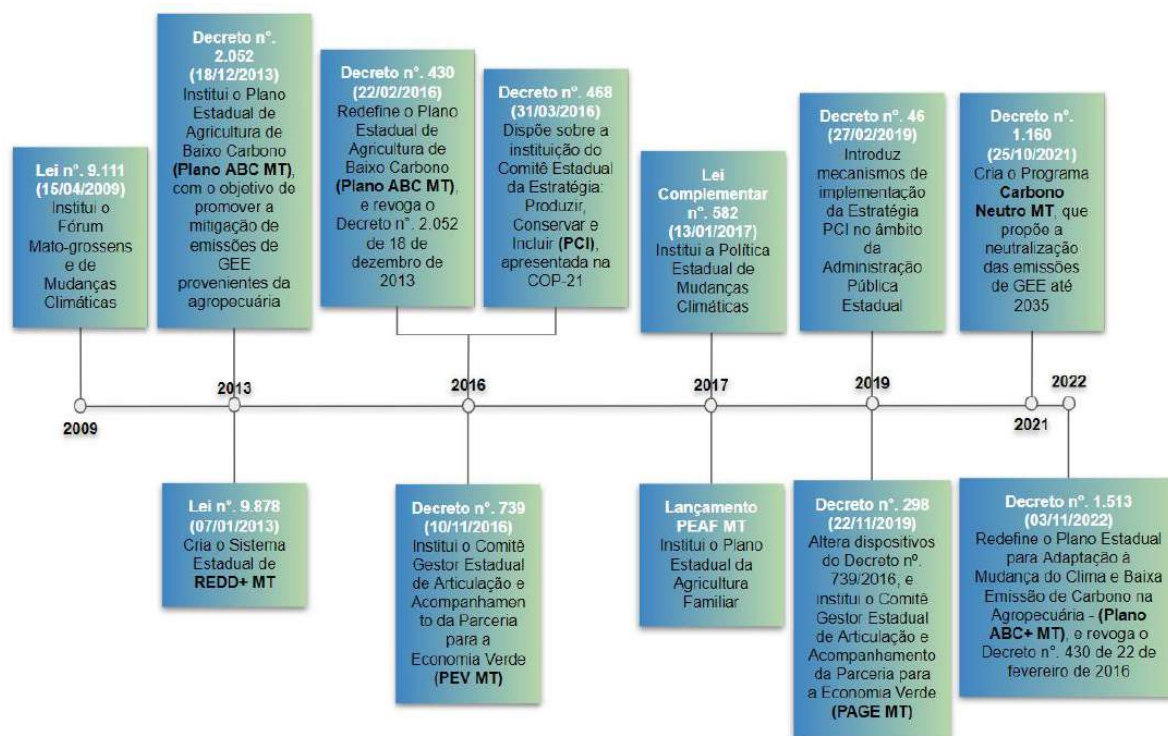 Lei n°. 9.111
(15/04/2009)
Institui o
Fórum
Mato-grossens
e de
Mudanças
Climáticas
Decreto n°.
2.052
(18/12/2013)
Institui o Plano
Estadual de
Agricultura de
Baixo Carbono
(Plano ABC MT),
com o objetivo de
promover a
mitigação de
emissões de
GEE
provenientes da
agropecuária
Decreto n°. 430
(22/02/2016)
Redefine o Plano
Estadual de
Agricultura de
Baixo Carbono
(Plano ABC MT),
e revoga o
Decreto n°. 2.052
de 18 de
dezembro de
2013
Decreto nº. 468
(31/03/2016)
Dispõe sobre a
instituição do
Comitê Estadual
da Estratégia:
Produzir,
Conservar e
Incluir (PCI),
apresentada na
COP-21
Lei
Complementar
n°. 582
(13/01/2017)
Institui a Política
Estadual de
Mudanças
Climáticas
Decreto n°. 46
(27/02/2019)
Introduz
mecanismos de
implementação
da Estratégia
PCI no âmbito
da
Administração
Pública
Estadual
Decreto n°.
1.160
(25/10/2021)
Cria o Programa
Carbono
Neutro MT, que
propõe a
neutralização
das emissões
de GEE até
2035
2009
2013
2016
2017
2019
2021
2022
Lei n°. 9.878
(07/01/2013)
Cria o Sistema
Estadual de
REDD+ MT
Decreto n°. 739
(10/11/2016)
Institui o Comitê
Gestor Estadual
de Articulação e
Acompanhamen
to da Parceria
para a
Economia Verde
(PEV MT)
Lançamento
PEAF MT
Institui o Plano
Estadual da
Agricultura
Familiar
Decreto n°. 298
(22/11/2019)
Altera dispositivos
do Decreto nº.
739/2016, e
institui o Comitê
Gestor Estadual
de Articulação e
Acompanhamento
da Parceria para
a Economia Verde
(PAGE MT)
Decreto n°. 1.513
(03/11/2022)
Redefine o Plano Estadual
para Adaptação à
Mudança do Clima e Baixa
Emissão de Carbono na
Agropecuária - (Plano
ABC+ MT), e revoga o
Decreto n°. 430 de 22 de
fevereiro de 2016